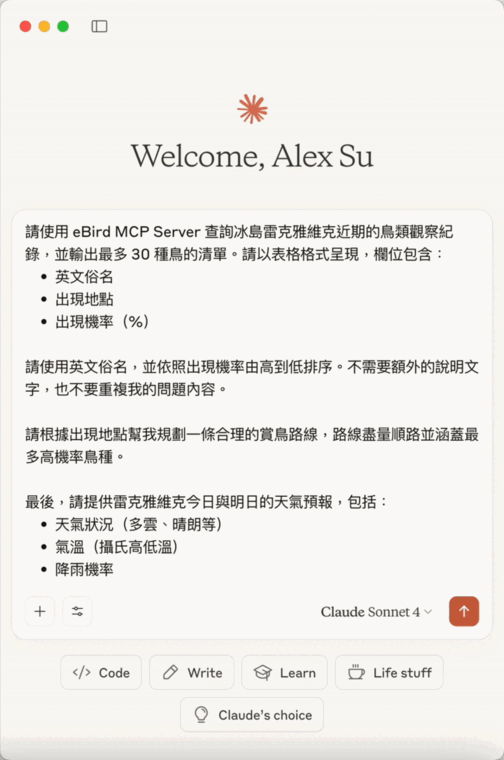 Welcome, Alex Su
請使用 eBird MCP Server 查詢冰島雷克雅維克近期的鳥類觀察紀
錄，並輸出最多 30 種鳥的清單。請以表格格式呈現，欄位包含：
• 英文俗名
• 出現地點
• 出現機率（%）
請使用英文俗名，並依照出現機率由高到低排序。不需要額外的說明文
字，也不要重複我的問題內容。
請根據出現地點幫我規劃一條合理的賞鳥路線，路線盡量順路並涵蓋最
多高機率鳥種。
最後，請提供雷克雅維克今日與明日的天氣預報，包括：
• 天氣狀況（多雲、晴朗等）
• 氣溫（攝氏高低溫）
• 降雨機率
Claude Sonnet 4
Code
Write
Learn
Life stuff
Claude's choice